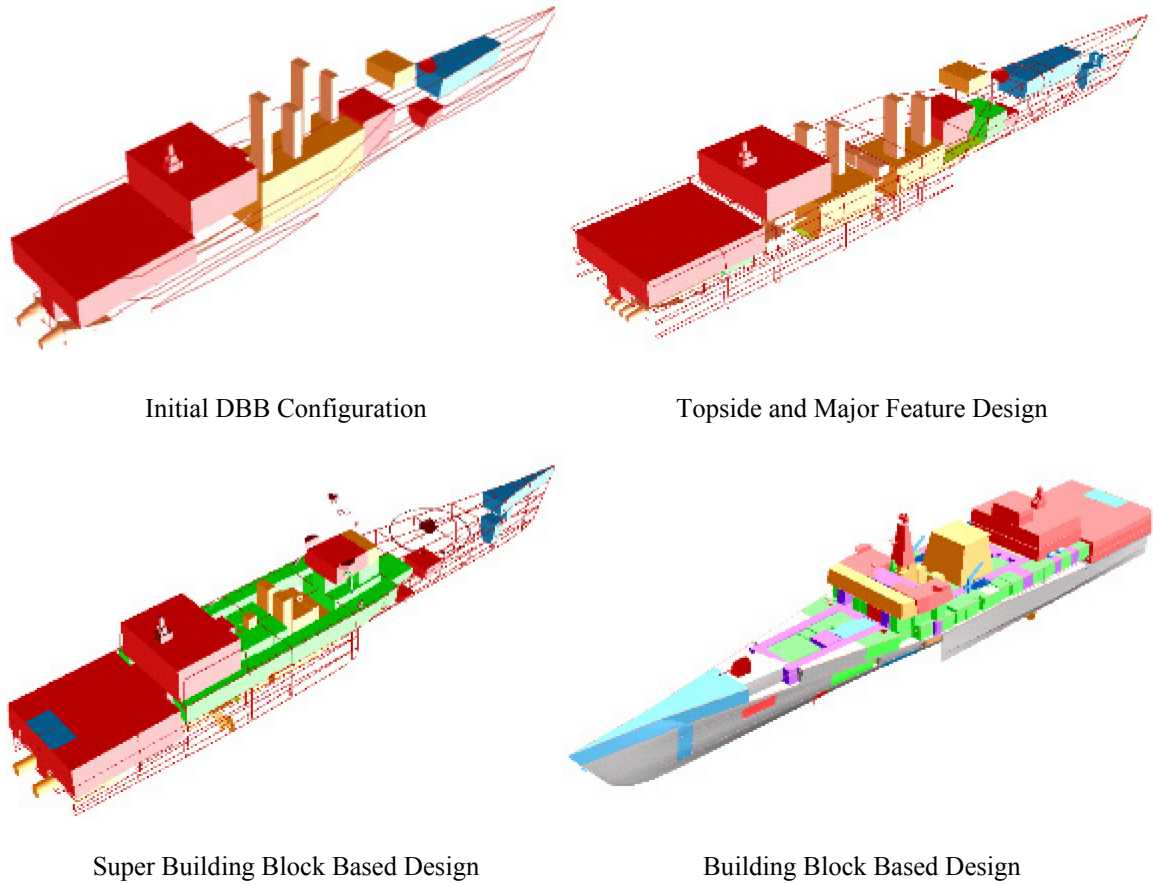 Initial DBB Configuration
Topside and Major Feature Design
Super Building Block Based Design
Building Block Based Design